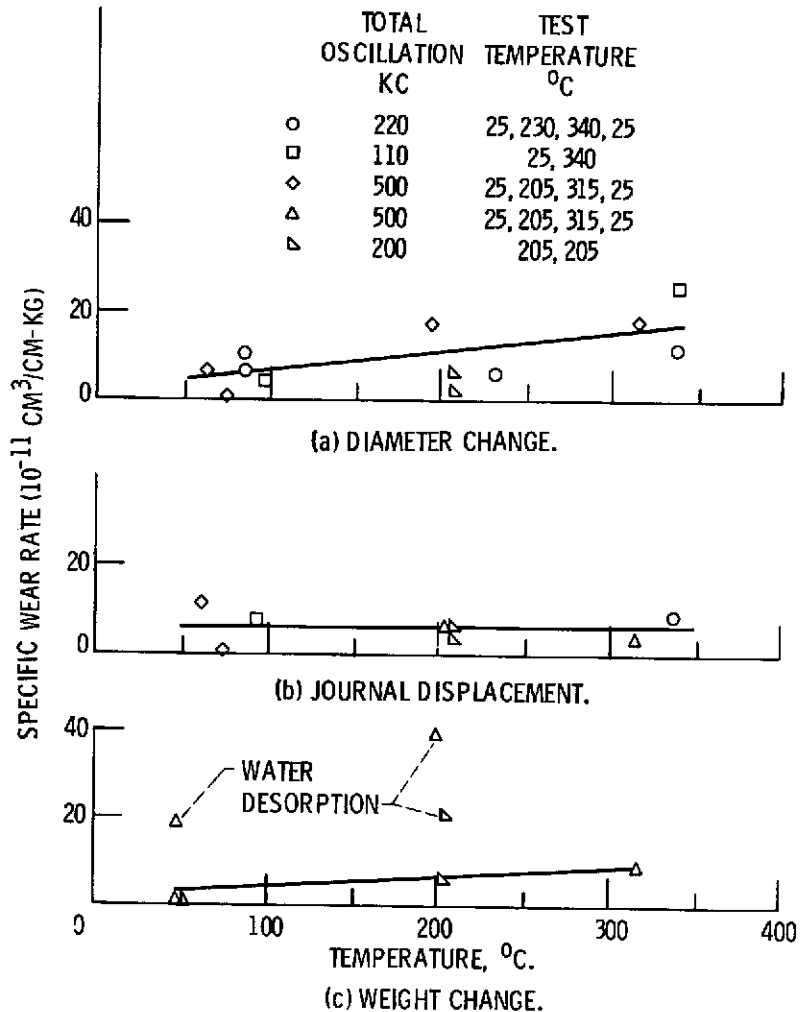 TOTAL TEST
OSCILLATION TEMPERATURE
KC °C
220 25, 230, 340, 25
110 25, 340
500 25, 205, 315, 25
500 25, 205, 315, 25
200 205, 205
SPECIFIC WEAR RATE (10⁻¹¹ CM³/CM-KG)
40
20
0
(a) DIAMETER CHANGE.
20
0
(b) JOURNAL DISPLACEMENT.
40
WATER
DESORPTION
20
0 100 200 300 400
TEMPERATURE, °C.
(c) WEIGHT CHANGE.